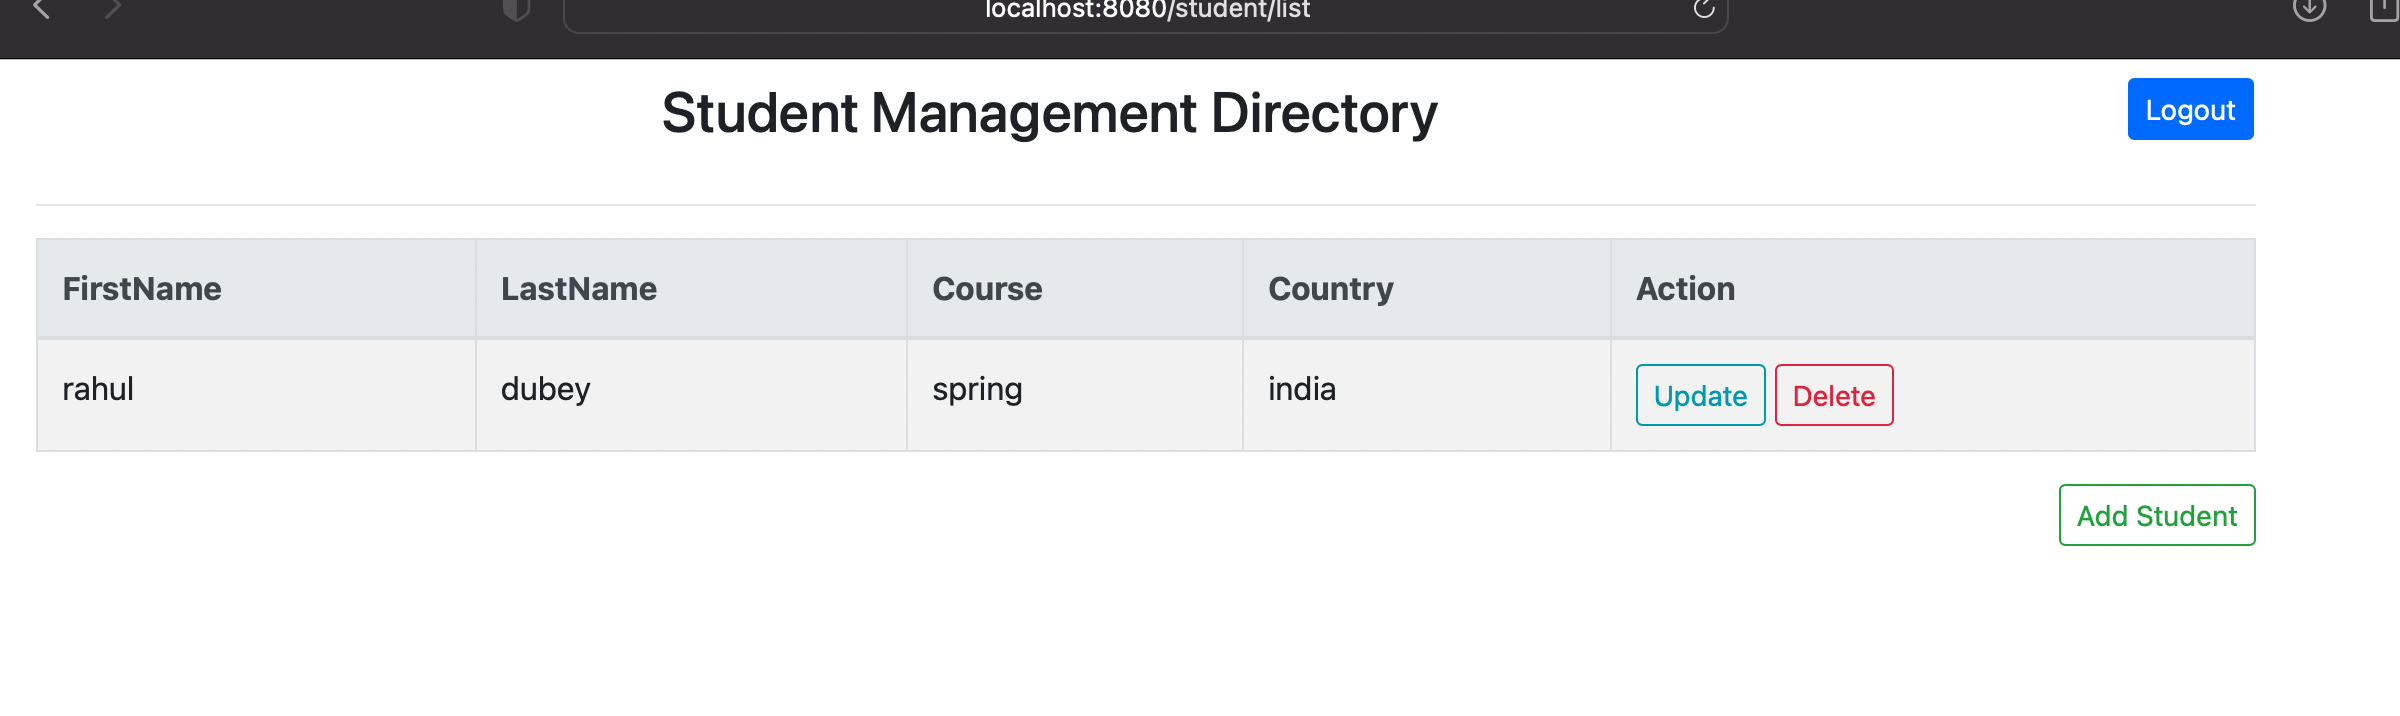 localhost:8080/student/list
Student Management Directory
Logout
FirstName LastName Course Country Action
rahul dubey spring india Update Delete
Add Student